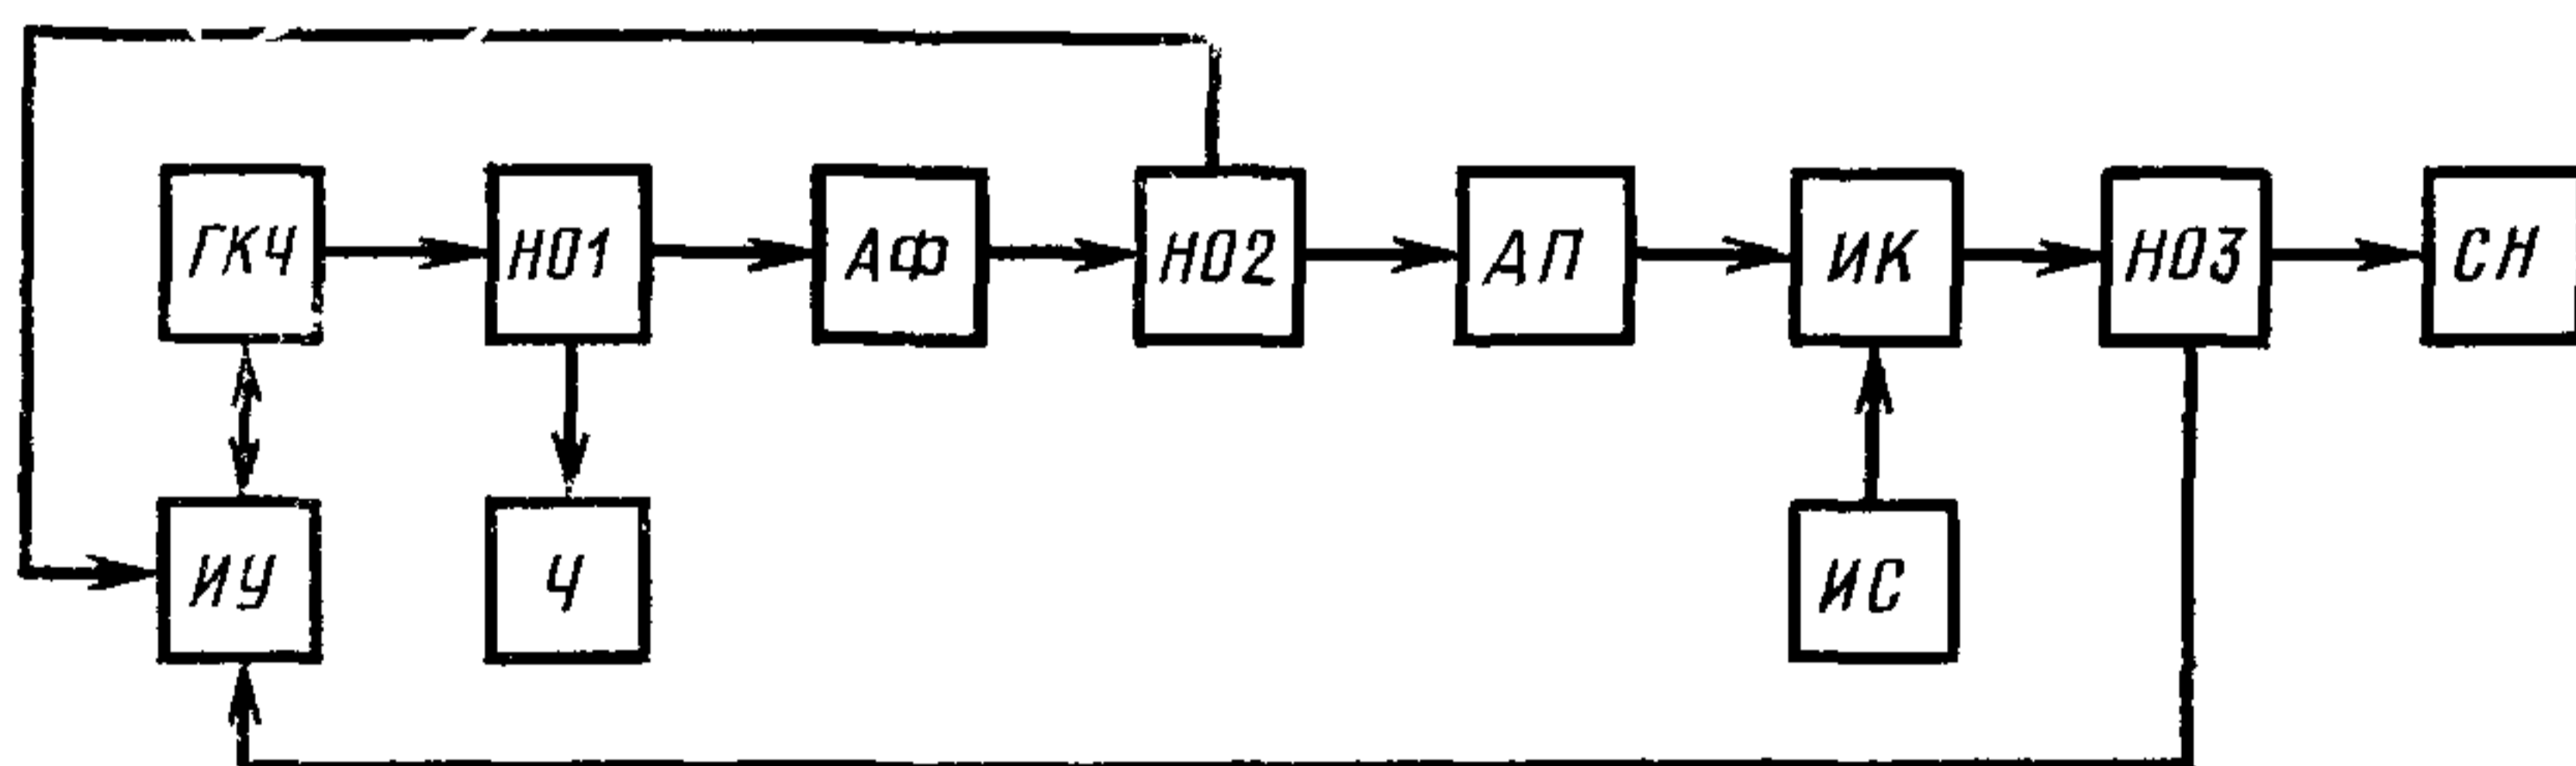 ГКЧ НО1 АФ НО2 АП ИК НО3 СН
ИУ Ч ИС